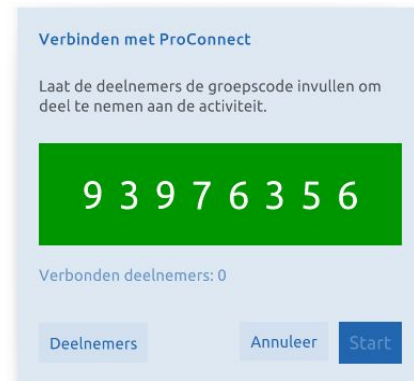 Verbinden met ProConnect
Laat de deelnemers de groepscode invullen om
deel te nemen aan de activiteit.
9 3 9 7 6 3 5 6
Verbonden deelnemers: 0
Deelnemers Annuleer Start